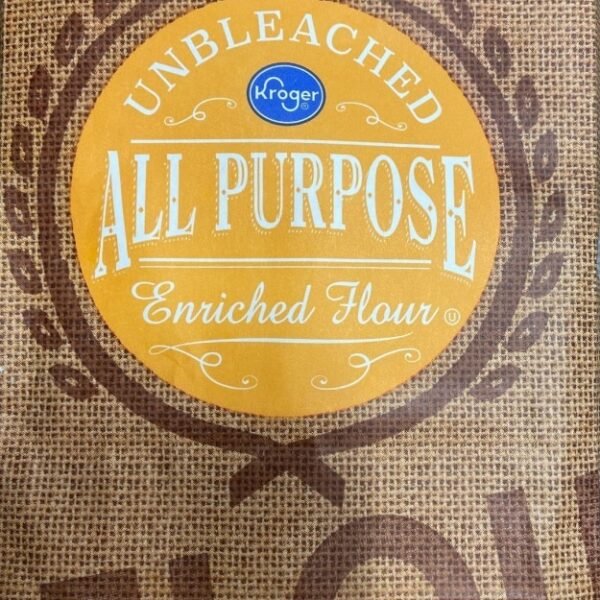 UNBLEACHED
Kroger®
ALL PURPOSE
Enriched Flour Ⓤ